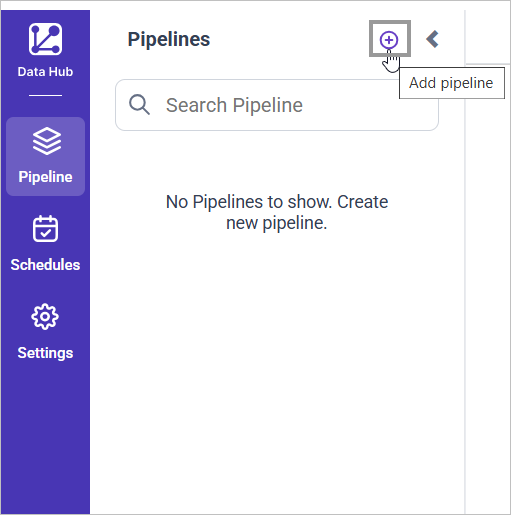 Data Hub
Pipeline
Schedules
Settings
Pipelines
Add pipeline
Search Pipeline
No Pipelines to show. Create
new pipeline.